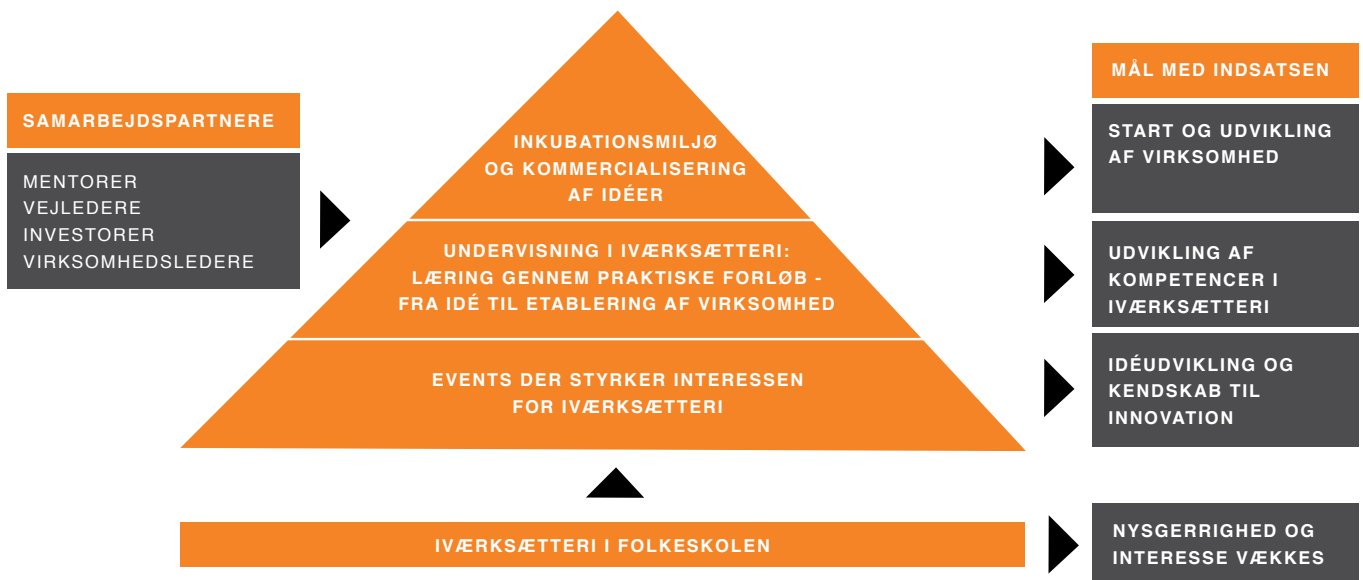 SAMARBEJDSPARTNERE
MENTORER
VEJLEDERE
INVESTORER
VIRKSOMHEDSLEDERE
INKUBATIONSMILJØ
OG KOMMERCIALISERING
AF IDÉER
UNDERVISNING I IVÆRKSÆTTERI:
LÆRING GENNEM PRAKTISKE FORLØB -
FRA IDÉ TIL ETABLERING AF VIRKSOMHED
EVENTS DER STYRKER INTERESSEN
FOR IVÆRKSÆTTERI
IVÆRKSÆTTERI I FOLKESKOLEN
MÅL MED INDSATSEN
START OG UDVIKLING
AF VIRKSOMHED
UDVIKLING AF
KOMPETENCER I
IVÆRKSÆTTERI
IDÉUDVIKLING OG
KENDSKAB TIL
INNOVATION
NYSGERRIGHED OG
INTERESSE VÆKKES